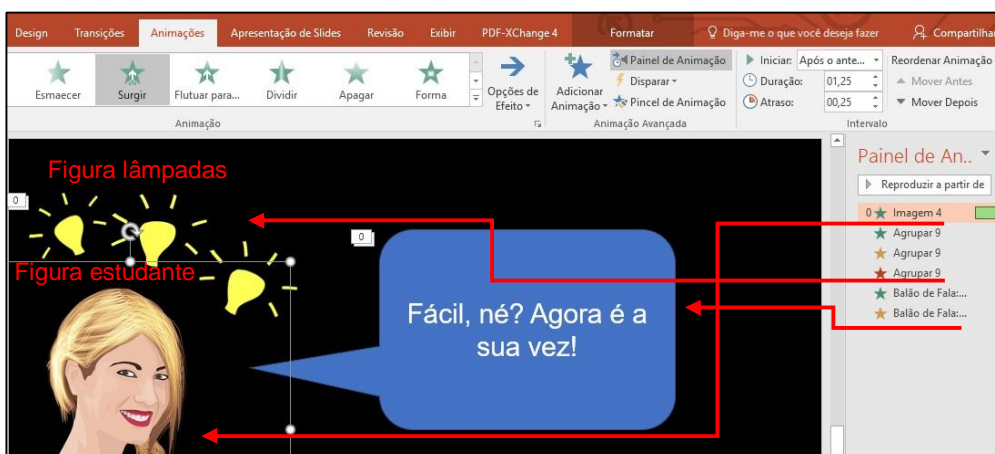 Design Transições Animações Apresentação de Slides Revisão Exibir PDF-XChange 4 Formatar Diga-me o que você deseja fazer Compartilhar
Esmaecer Surgir Flutuar para... Dividir Apagar Forma
Opções de
Efeito
Adicionar
Animação
Painel de Animação
Disparar
Pincel de Animação
Iniciar: Após o ante...
Duração: 01,25
Atraso: 00,25
Reordenar Animação
Mover Antes
Mover Depois
Animação Animação Avançada Intervalo
Figura lâmpadas
0
0
Figura estudante
Fácil, né? Agora é a
sua vez!
Painel de An..
Reproduzir a partir de
0 Imagem 4
Agrupar 9
Agrupar 9
Agrupar 9
Balão de Fala:...
Balão de Fala:...